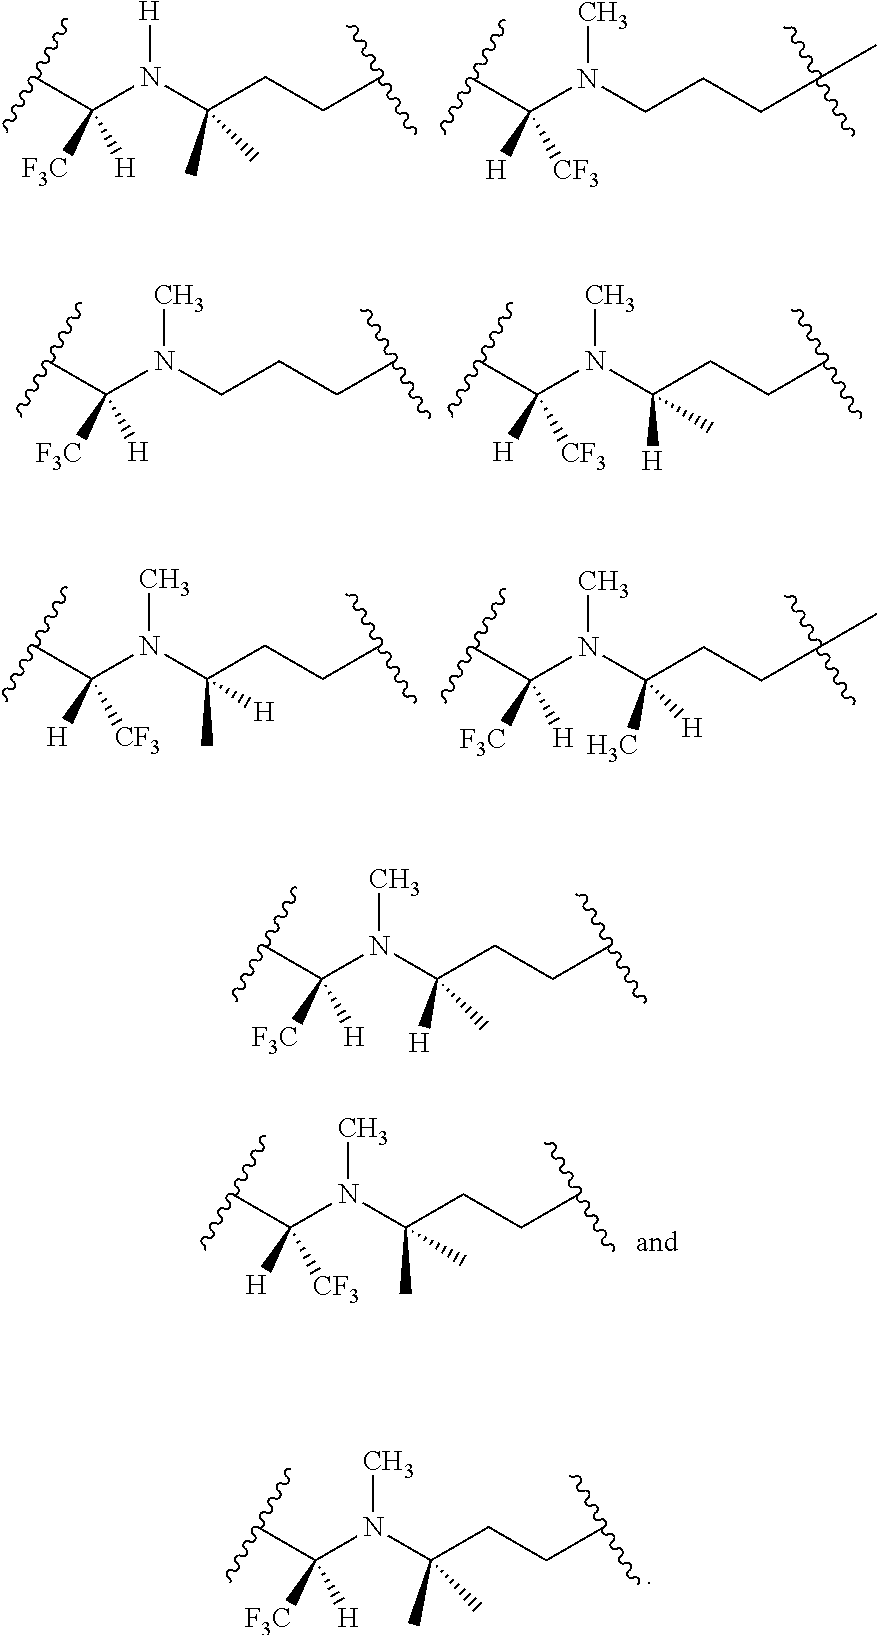 H CH3
N N
F3C H H CF3
CH3 CH3
N N
F3C H H CF3 H
CH3 CH3
N N
H CF3 H F3C H H3C H
CH3
N
F3C H H
CH3
N
H CF3 and
CH3
N
F3C H .